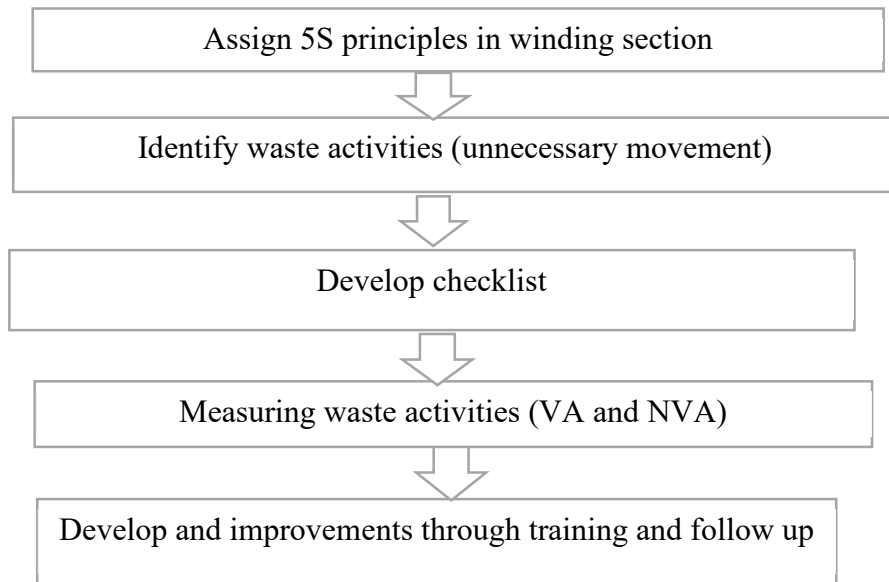 Assign 5S principles in winding section
Identify waste activities (unnecessary movement)
Develop checklist
Measuring waste activities (VA and NVA)
Develop and improvements through training and follow up